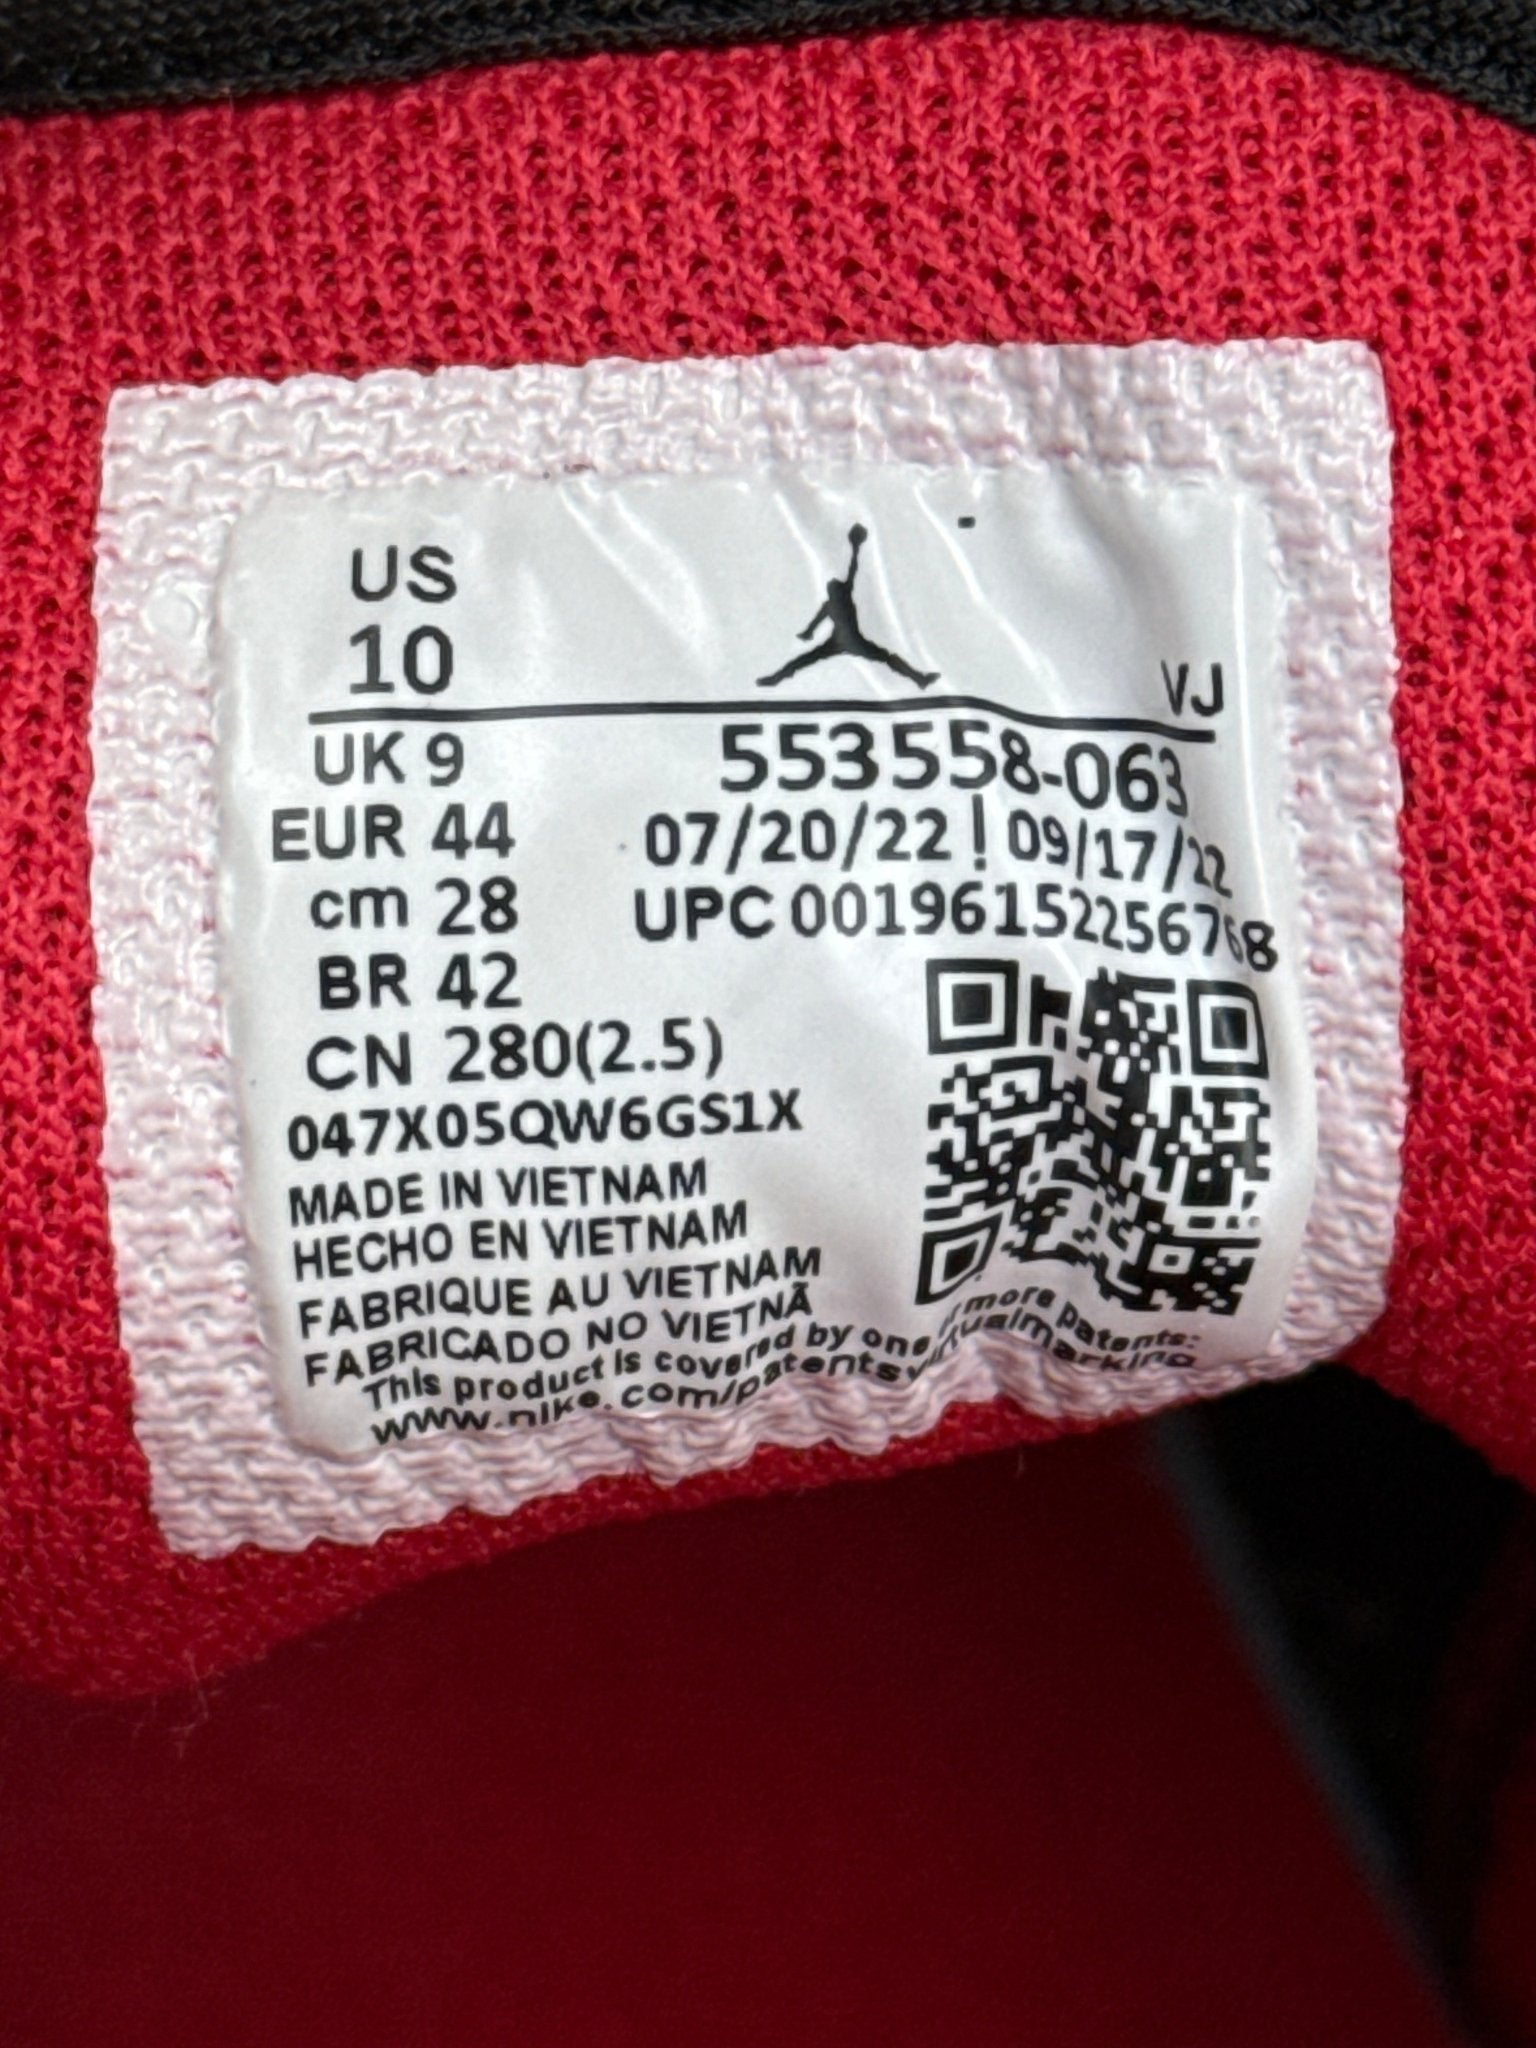 US
10
VJ
UK 9
553558-063
EUR 44
07/20/22 ! 09/17/22
cm 28
UPC 00196152256768
BR 42
CN 280(2.5)
047X05QW6GS1X
MADE IN VIETNAM
HECHO EN VIETNAM
FABRIQUE AU VIETNAM
FABRICADO NO VIETNÃ
This product is covered by one or more patents:
www.nike.com/patentsvirtualmarking